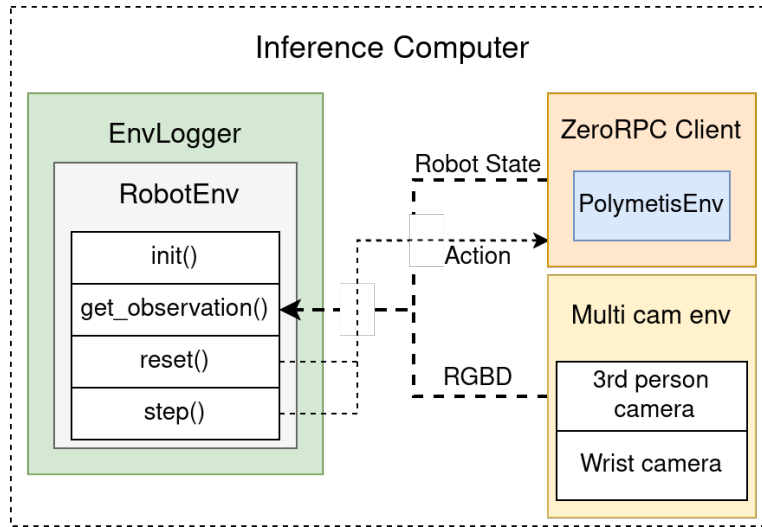 Inference Computer
EnvLogger
RobotEnv
init()
get_observation()
reset()
step()
Robot State
Action
RGBD
ZeroRPC Client
PolymetisEnv
Multi cam env
3rd person
camera
Wrist camera